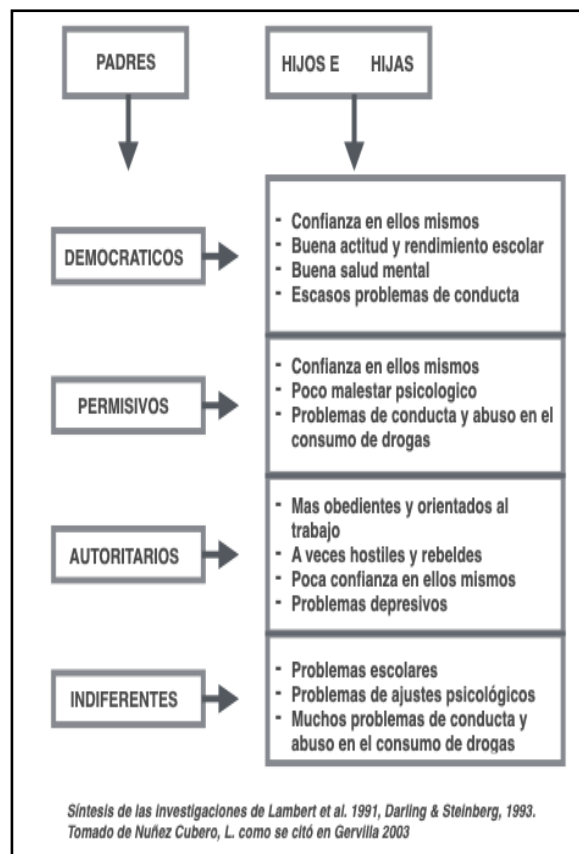 PADRES
HIJOS E HIJAS
DEMOCRATICOS
- Confianza en ellos mismos
- Buena actitud y rendimiento escolar
- Buena salud mental
- Escasos problemas de conducta
PERMISIVOS
- Confianza en ellos mismos
- Poco malestar psicologico
- Problemas de conducta y abuso en el
consumo de drogas
AUTORITARIOS
- Mas obedientes y orientados al
trabajo
- A veces hostiles y rebeldes
- Poca confianza en ellos mismos
- Problemas depresivos
INDIFERENTES
- Problemas escolares
- Problemas de ajustes psicológicos
- Muchos problemas de conducta y
abuso en el consumo de drogas
Síntesis de las investigaciones de Lambert et al. 1991, Darling & Steinberg, 1993.
Tomado de Nuñez Cubero, L. como se citó en Gervilla 2003